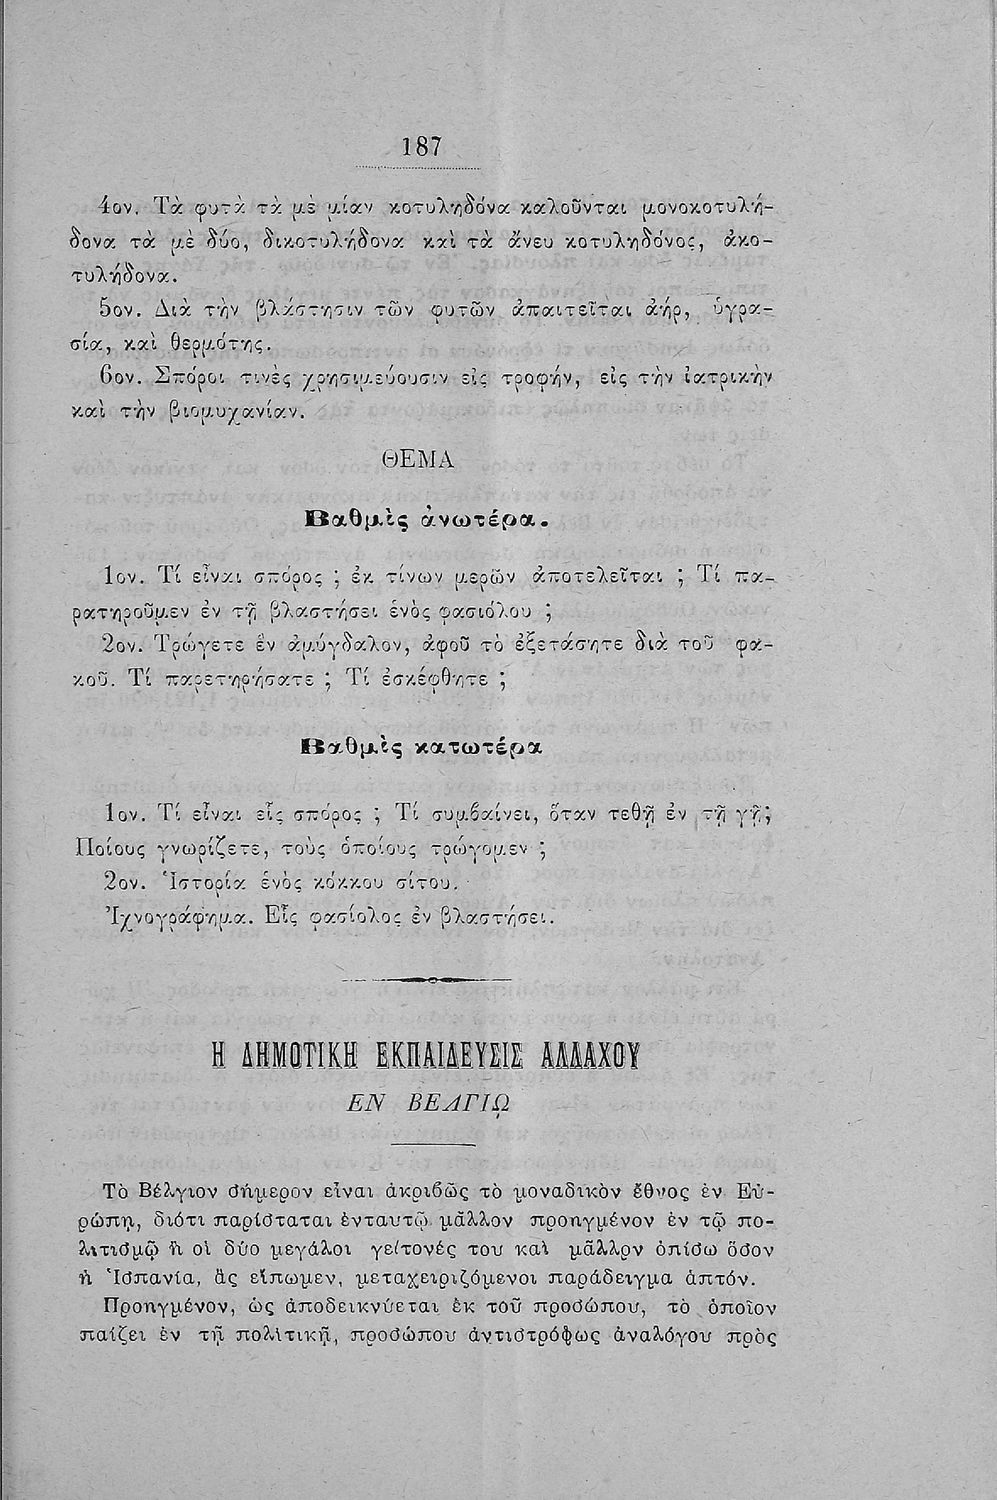 187
4ον. Τὰ φυτὰ τὰ μὲ μίαν κοτυληδόνα καλοῦνται μονοκοτυλή-
δονα τὰ μὲ δύο, δικοτυλήδονα καὶ τὰ ἄνευ κοτυληδόνος, ἀκο-
τυλήδονα.
5ον. Διὰ τὴν βλάστησιν τῶν φυτῶν ἀπαιτεῖται ἀήρ, ὑγρα-
σία, καὶ θερμότης.
6ον. Σπόροι τινὲς χρησιμεύουσιν εἰς τροφήν, εἰς τὴν ἰατρικὴν
καὶ τὴν βιομυχανίαν.
ΘΕΜΑ
Βαθμὶς ἀνωτέρα.
1ον. Τί εἶναι σπόρος ; ἐκ τίνων μερῶν ἀποτελεῖται ; Τί πα-
ρατηροῦμεν ἐν τῇ βλαστήσει ἑνὸς φασιόλου ;
2ον. Τρώγετε ἓν ἀμύγδαλον, ἀφοῦ τὸ ἐξετάσητε διὰ τοῦ φα-
κοῦ. Τί παρετηρήσατε ; Τί ἐσκέφθητε ;
Βαθμὶς κατωτέρα
1ον. Τί εἶναι εἷς σπόρος ; Τί συμβαίνει, ὅταν τεθῇ ἐν τῇ γῇ;
Ποίους γνωρίζετε, τοὺς ὁποίους τρώγομεν ;
2ον. Ἱστορία ἑνὸς κόκκου σίτου.
Ἰχνογράφημα. Εἷς φασίολος ἐν βλαστήσει.
Η ΔΗΜΟΤΙΚΗ ΕΚΠΑΙΔΕΥΣΙΣ ΑΛΛΑΧΟΥ
ΕΝ ΒΕΛΓΙῼ
Τὸ Βέλγιον σήμερον εἶναι ἀκριβῶς τὸ μοναδικὸν ἔθνος ἐν Εὐ-
ρώπῃ, διότι παρίσταται ἐνταυτῷ μᾶλλον προηγμένον ἐν τῷ πο-
λιτισμῷ ἢ οἱ δύο μεγάλοι γείτονές του καὶ μᾶλλον ὀπίσω ὅσον
ἡ Ἱσπανία, ἂς εἴπωμεν, μεταχειριζόμενοι παράδειγμα ἁπτόν.
Προηγμένον, ὡς ἀποδεικνύεται ἐκ τοῦ προσώπου, τὸ ὁποῖον
παίζει ἐν τῇ πολιτικῇ, προσώπου ἀντιστρόφως ἀναλόγου πρὸς